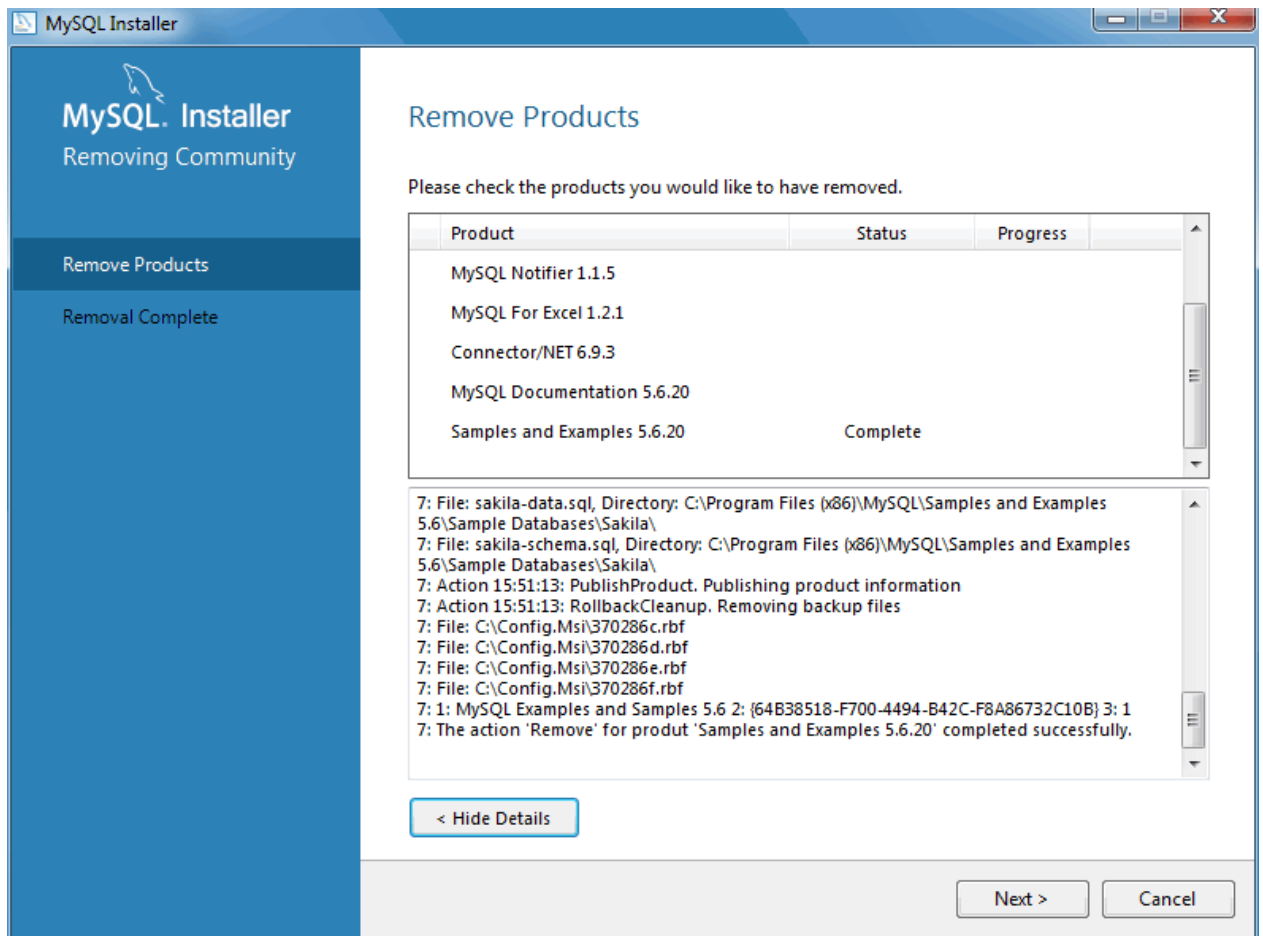 MySQL Installer
MySQL. Installer
Removing Community
Remove Products
Removal Complete
Remove Products
Please check the products you would like to have removed.
Product Status Progress
MySQL Notifier 1.1.5
MySQL For Excel 1.2.1
Connector/NET 6.9.3
MySQL Documentation 5.6.20
Samples and Examples 5.6.20 Complete
7: File: sakila-data.sql, Directory: C:\Program Files (x86)\MySQL\Samples and Examples
5.6\Sample Databases\Sakila\
7: File: sakila-schema.sql, Directory: C:\Program Files (x86)\MySQL\Samples and Examples
5.6\Sample Databases\Sakila\
7: Action 15:51:13: PublishProduct. Publishing product information
7: Action 15:51:13: RollbackCleanup. Removing backup files
7: File: C:\Config.Msi\370286c.rbf
7: File: C:\Config.Msi\370286d.rbf
7: File: C:\Config.Msi\370286e.rbf
7: File: C:\Config.Msi\370286f.rbf
7: 1: MySQL Examples and Samples 5.6 2: {64B38518-F700-4494-B42C-F8A86732C10B} 3: 1
7: The action 'Remove' for produt 'Samples and Examples 5.6.20' completed successfully.
< Hide Details
Next > Cancel